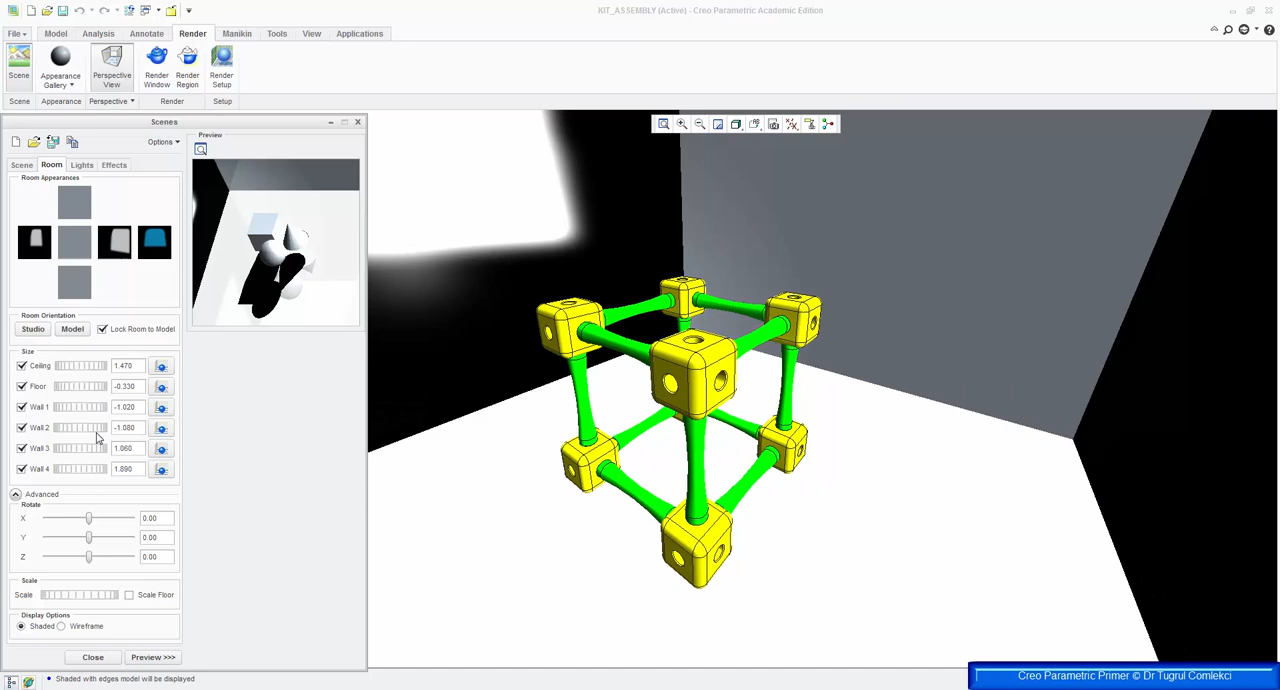 KIT_ASSEMBLY (Active) - Creo Parametric Academic Edition
File Model Analysis Annotate Render Manikin Tools View Applications
Scene Appearance Gallery Perspective View Render Window Render Region Render Setup
Scene Appearance Perspective Render Setup
Scenes
Options
Preview
Scene Room Lights Effects
Room Appearances
Room Orientation
Studio Model Lock Room to Model
Size
Ceiling 1.470
Floor -0.330
Wall 1 -1.020
Wall 2 -1.080
Wall 3 1.060
Wall 4 1.890
Advanced
Rotate
X 0.00
Y 0.00
Z 0.00
Scale
Scale Scale Floor
Display Options
Shaded Wireframe
Close Preview >>>
Shaded with edges model will be displayed
Creo Parametric Primer © Dr Tugrul Comlekci